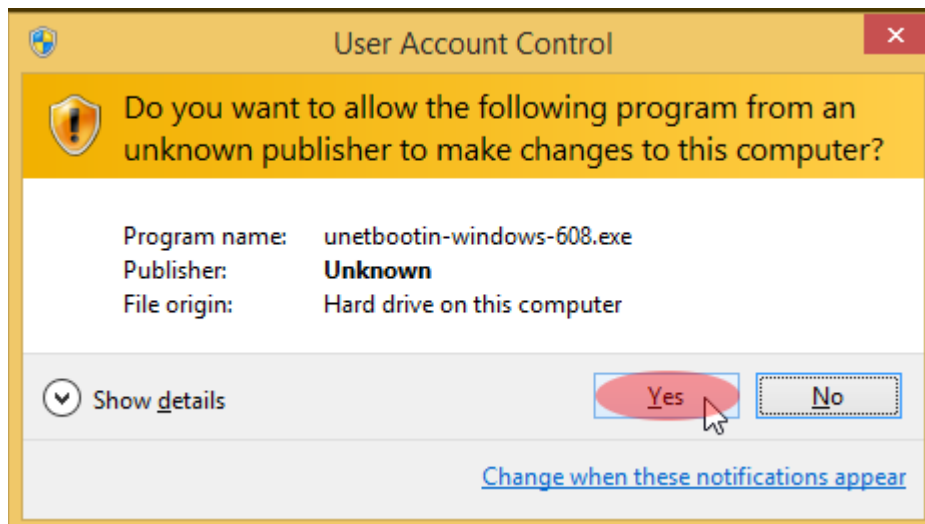 User Account Control
Do you want to allow the following program from an
unknown publisher to make changes to this computer?
Program name: unetbootin-windows-608.exe
Publisher: Unknown
File origin: Hard drive on this computer
Show details Yes No
Change when these notifications appear